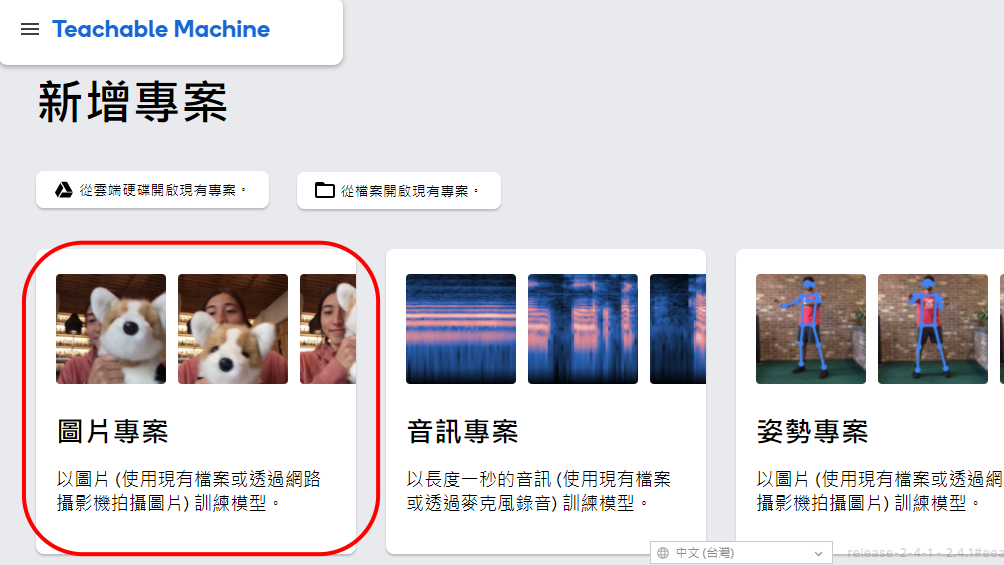 Teachable Machine
新增專案
從雲端硬碟開啟現有專案。
從檔案開啟現有專案。
圖片專案
以圖片 (使用現有檔案或透過網路
攝影機拍攝圖片) 訓練模型。
音訊專案
以長度一秒的音訊 (使用現有檔案
或透過麥克風錄音) 訓練模型。
姿勢專案
以圖片 (使用現有檔案或透過網
攝影機拍攝圖片) 訓練模型。
中文 (台灣)
release-2-4-1 - 2.4.1#eea